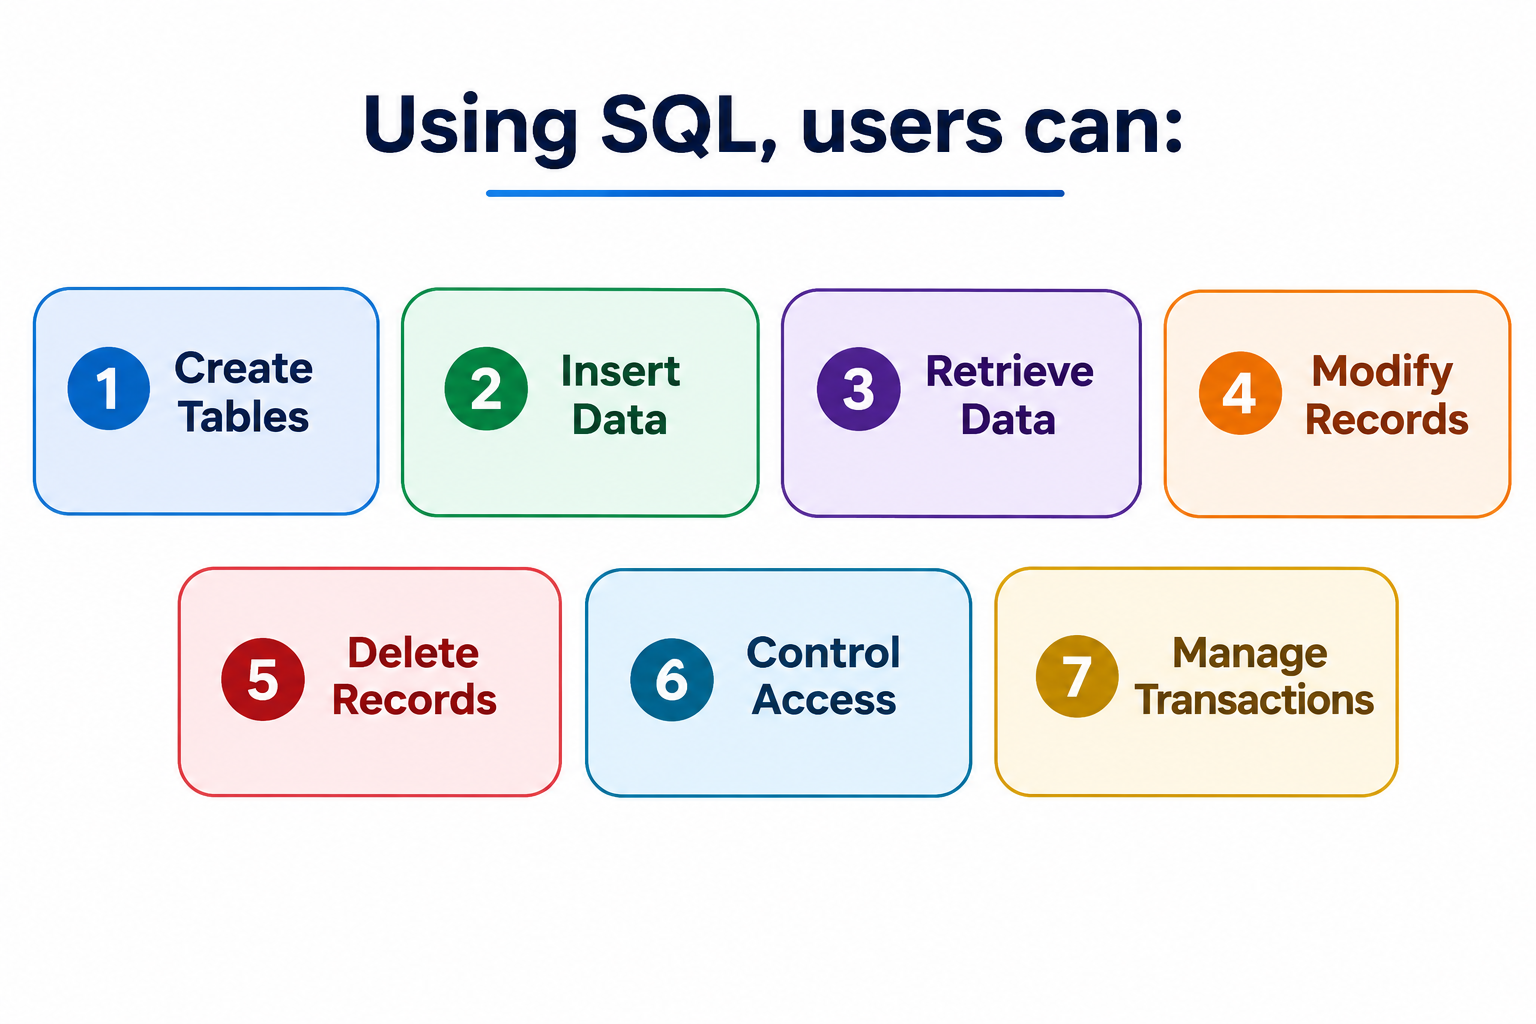 Using SQL, users can:
1 Create
Tables
2 Insert
Data
3 Retrieve
Data
4 Modify
Records
5 Delete
Records
6 Control
Access
7 Manage
Transactions